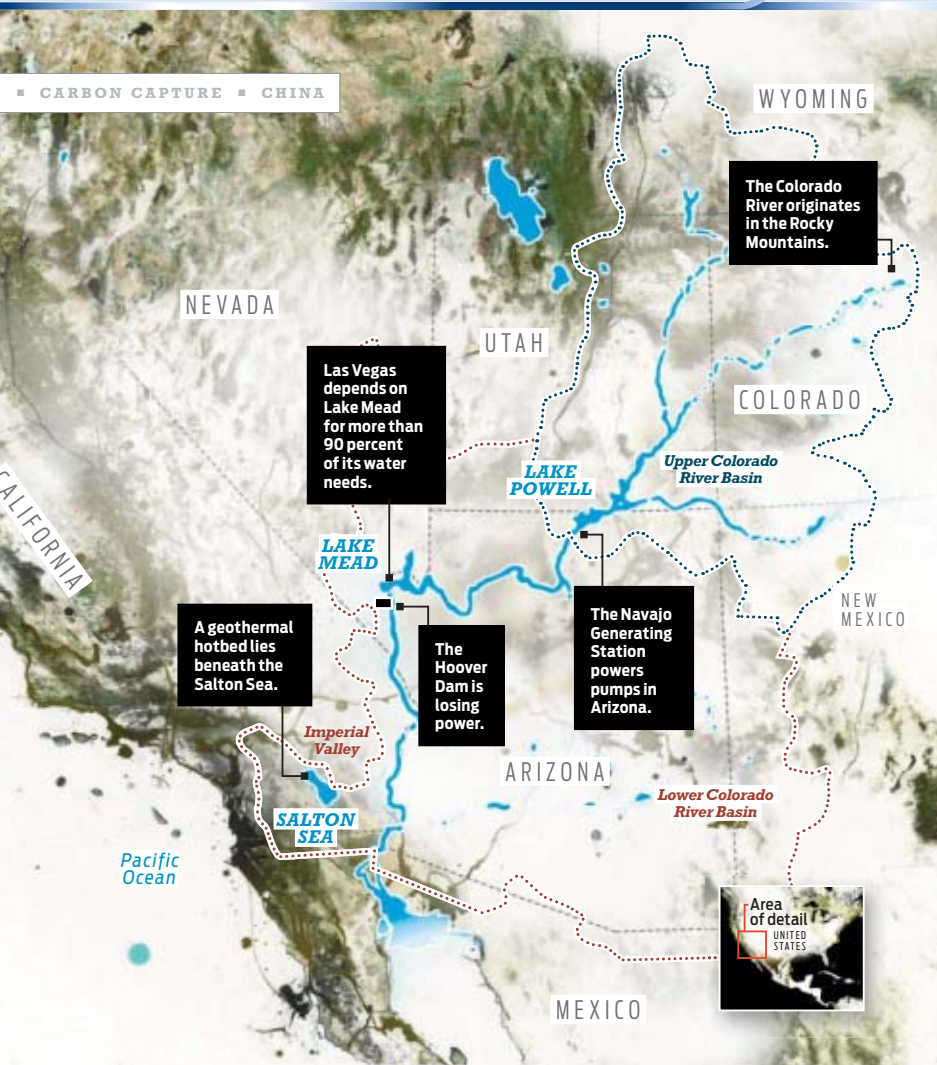 ▪ CARBON CAPTURE ▪ CHINA
WYOMING
The Colorado
River originates
in the Rocky
Mountains.
NEVADA
UTAH
Las Vegas
depends on
Lake Mead
for more than
90 percent
of its water
needs.
COLORADO
CALIFORNIA
LAKE
POWELL
Upper Colorado
River Basin
LAKE
MEAD
NEW
MEXICO
A geothermal
hotbed lies
beneath the
Salton Sea.
The
Hoover
Dam is
losing
power.
The Navajo
Generating
Station
powers
pumps in
Arizona.
Imperial
Valley
ARIZONA
Lower Colorado
River Basin
SALTON
SEA
Pacific
Ocean
Area
of detail
UNITED
STATES
MEXICO